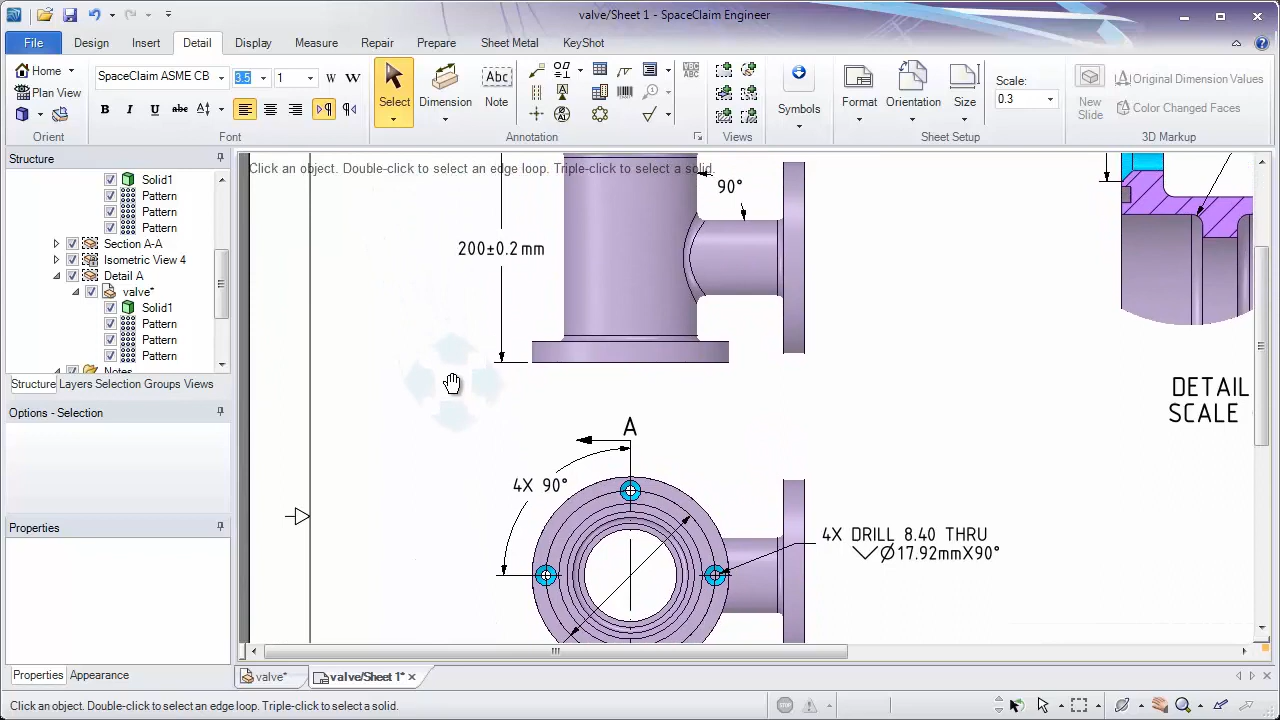 valve/Sheet 1 - SpaceClaim Engineer
File Design Insert Detail Display Measure Repair Prepare Sheet Metal KeyShot
Home
Plan View
Orient
SpaceClaim ASME CB 3.5 1 W W
B I U abc A
Font
Select
Dimension
Abc
Note
ABC
ABC
Annotation
Views
Symbols
Format
Orientation
Size
Scale:
0.3
Sheet Setup
New
Slide
Original Dimension Values
Color Changed Faces
3D Markup
Structure
Solid1
Pattern
Pattern
Pattern
Section A-A
Isometric View 4
Detail A
valve*
Solid1
Pattern
Pattern
Pattern
Notes
Structure Layers Selection Groups Views
Options - Selection
Properties
Properties Appearance
Click an object. Double-click to select an edge loop. Triple-click to select a solid.
90°
200±0.2 mm
DETAIL
SCALE
A
4X 90°
4X DRILL 8.40 THRU
⌵⌀17.92mmX90°
valve* valve/Sheet 1*
Click an object. Double-click to select an edge loop. Triple-click to select a solid.